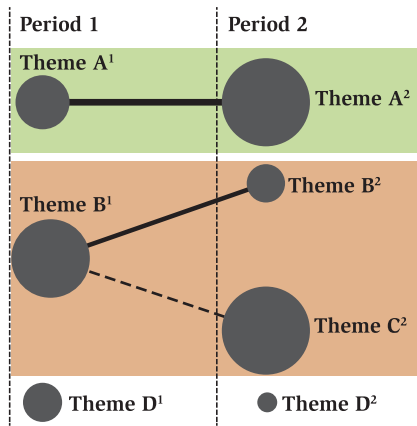 Period 1
Period 2
Theme A¹
Theme A²
Theme B¹
Theme B²
Theme C²
Theme D¹
Theme D²